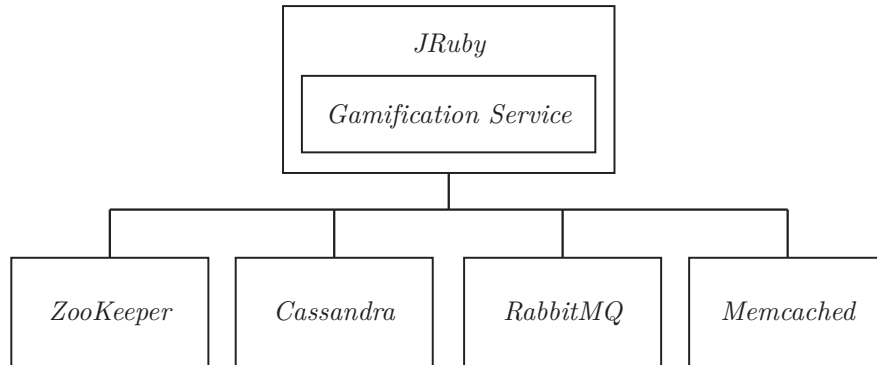 JRuby
Gamification Service
ZooKeeper
Cassandra
RabbitMQ
Memcached